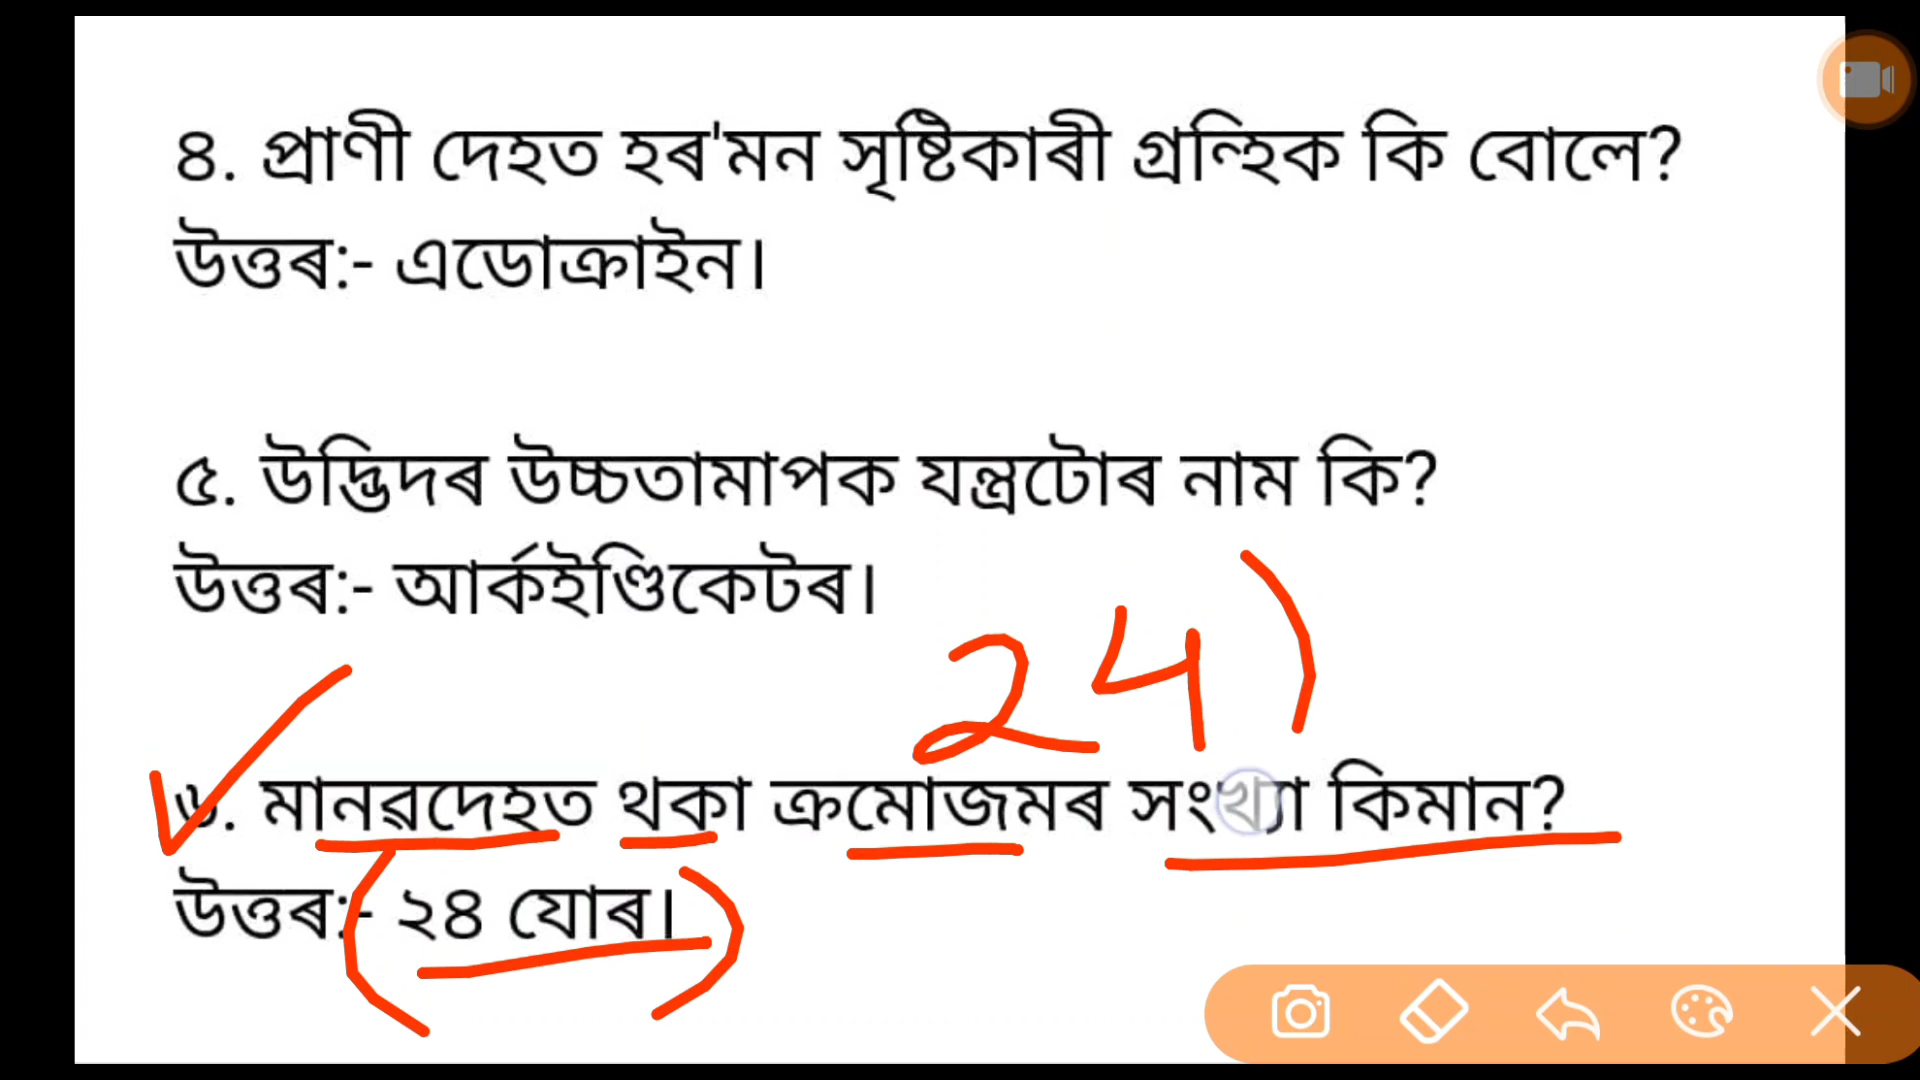 ৪. প্ৰাণী দেহত হৰ'মন সৃষ্টিকাৰী গ্ৰন্হিক কি বোলে?
উত্তৰ:- এডোক্ৰাইন।
৫. উদ্ভিদৰ উচ্চতামাপক যন্ত্ৰটোৰ নাম কি?
উত্তৰ:- আৰ্কইণ্ডিকেটৰ।
24)
৬. মানৱদেহত থকা ক্ৰমোজমৰ সংখ্যা কিমান?
উত্তৰ:- ২৪ যোৰ।